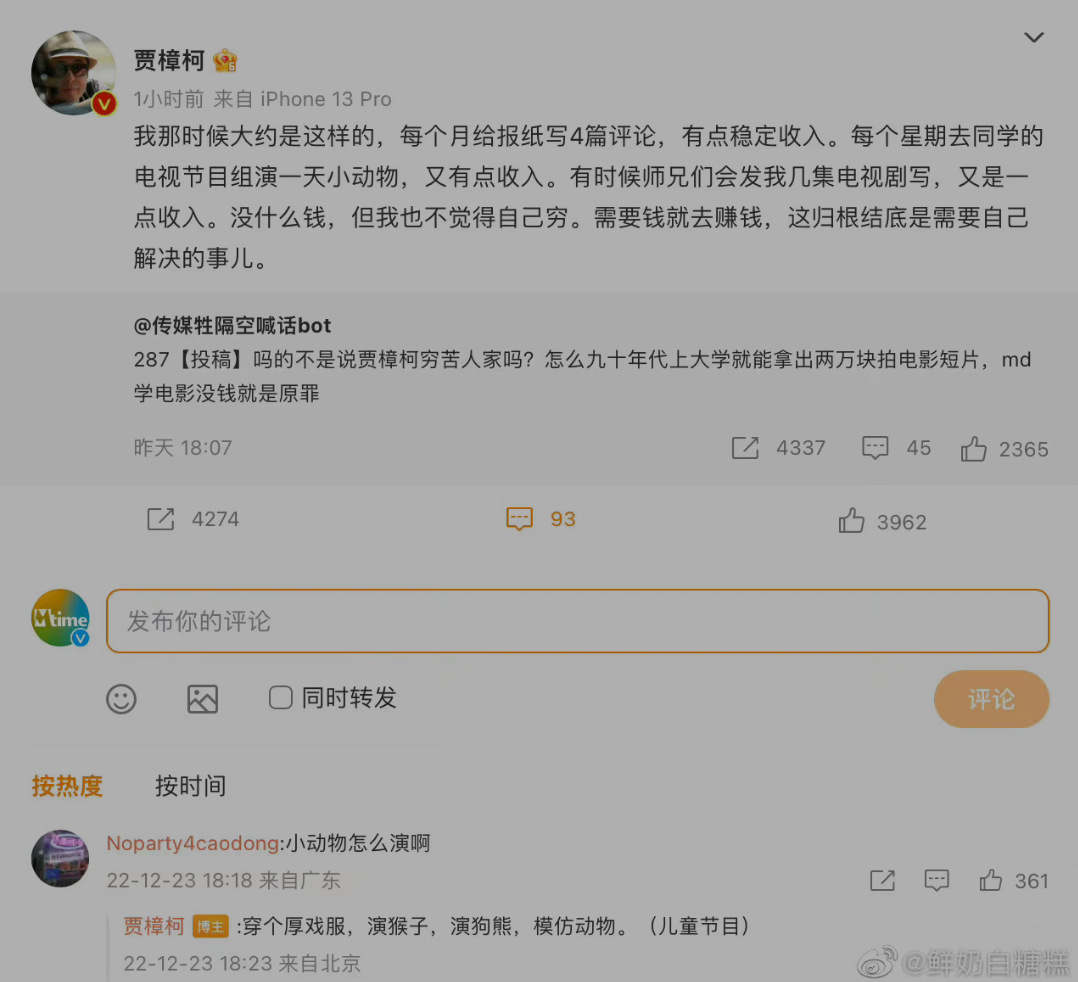 贾樟柯
1小时前 来自 iPhone 13 Pro
我那时候大约是这样的，每个月给报纸写4篇评论，有点稳定收入。每个星期去同学的
电视节目组演一天小动物，又有点收入。有时候师兄们会发我几集电视剧写，又是一
点收入。没什么钱，但我也不觉得自己穷。需要钱就去赚钱，这归根结底是需要自己
解决的事儿。
@传媒牲隔空喊话bot
287【投稿】吗的不是说贾樟柯穷苦人家吗？怎么九十年代上大学就能拿出两万块拍电影短片，md
学电影没钱就是原罪
昨天 18:07 4337 45 2365
4274 93 3962
Mtime
发布你的评论
同时转发 评论
按热度 按时间
Noparty4caodong:小动物怎么演啊
22-12-23 18:18 来自广东 361
贾樟柯 博主 :穿个厚戏服，演猴子，演狗熊，模仿动物。（儿童节目）
22-12-23 18:23 来自北京
@鲜奶白糖糕